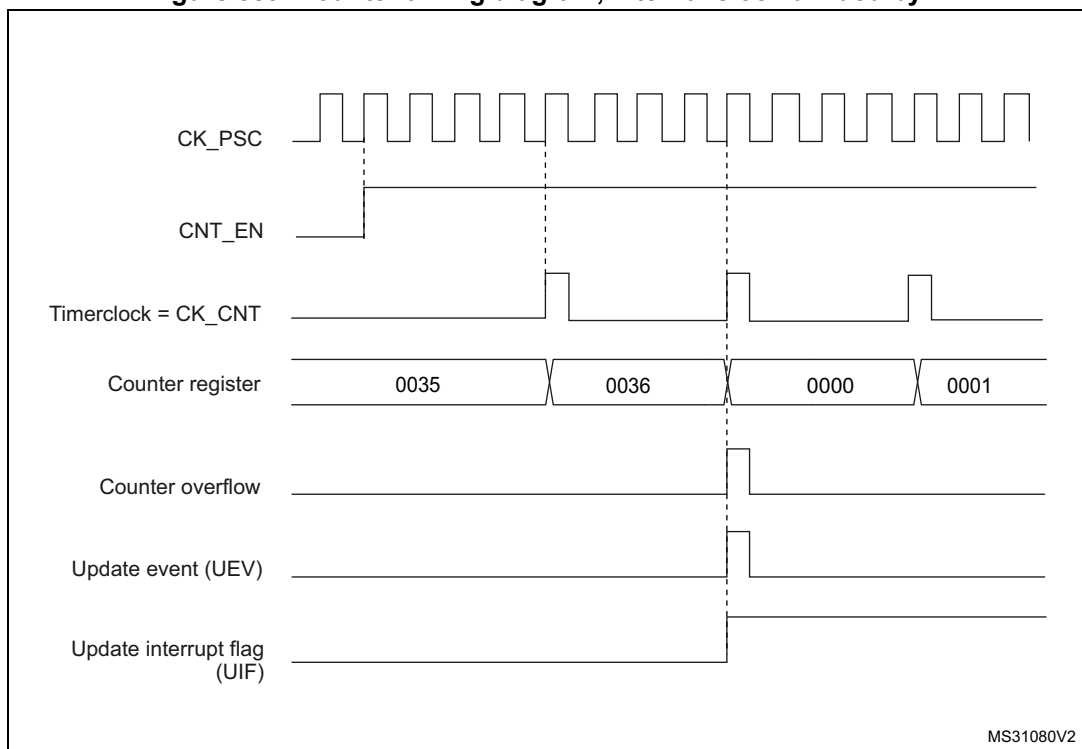 CK_PSC
CNT_EN
Timerclock = CK_CNT
Counter register 0035 0036 0000 0001
Counter overflow
Update event (UEV)
Update interrupt flag
(UIF)
MS31080V2